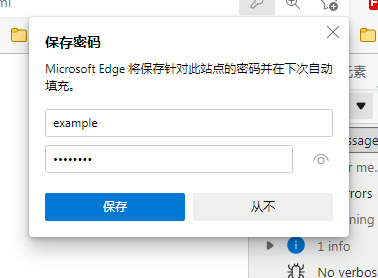 ml
保存密码
Microsoft Edge 将保存针对此站点的密码并在下次自动
填充。
元素
example
••••••••
ssage
er me.
rors
ning
保存
从不
1 info
No verbos